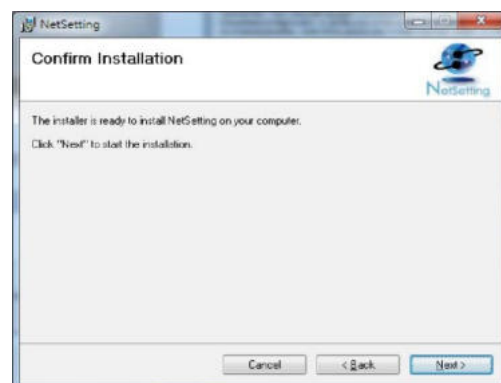 NetSetting
Confirm Installation
NetSetting
The installer is ready to install NetSetting on your computer.
Click "Next" to start the installation.
Cancel
< Back
Next >